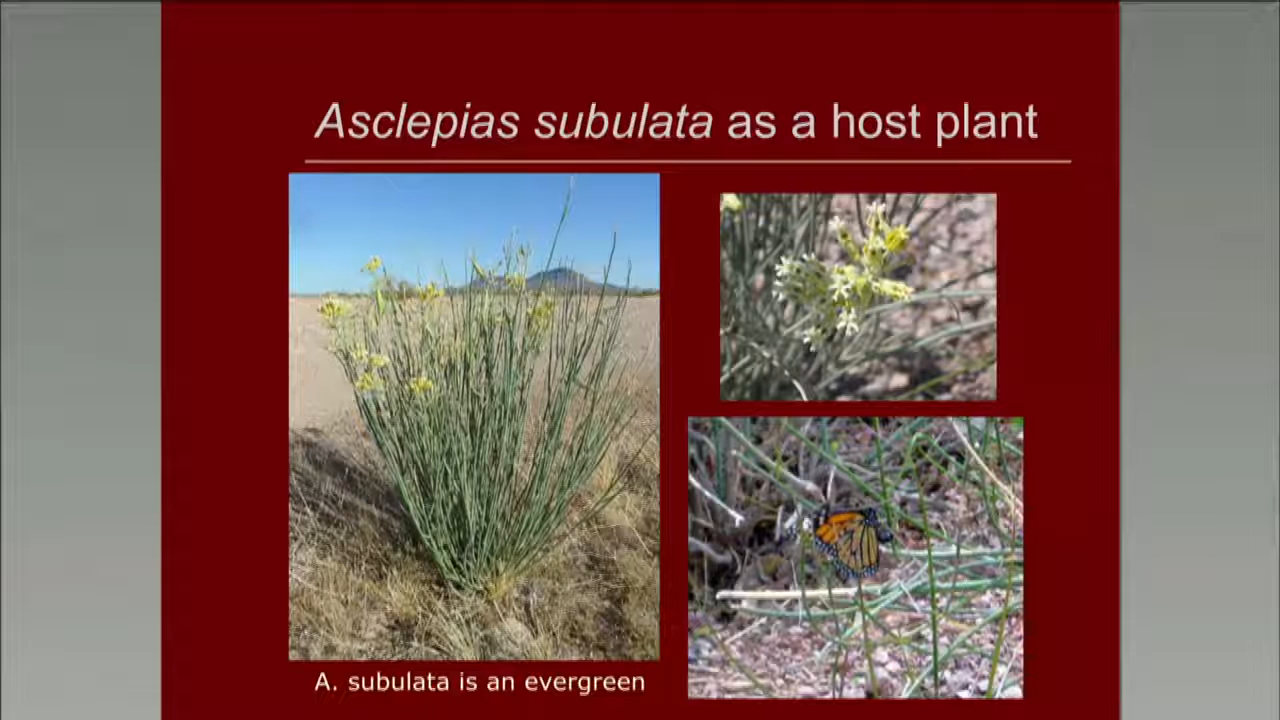 Asclepias subulata as a host plant
A. subulata is an evergreen